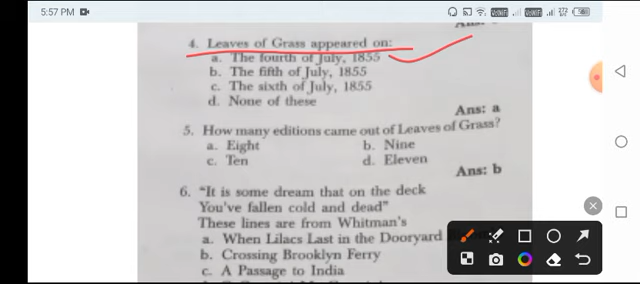 5:57 PM
4. Leaves of Grass appeared on:
a. The fourth of July, 1855
b. The fifth of July, 1855
c. The sixth of July, 1855
d. None of these
Ans: a
5. How many editions came out of Leaves of Grass?
a. Eight b. Nine
c. Ten d. Eleven
Ans: b
6. "It is some dream that on the deck
You've fallen cold and dead"
These lines are from Whitman's
a. When Lilacs Last in the Dooryard
b. Crossing Brooklyn Ferry
c. A Passage to India